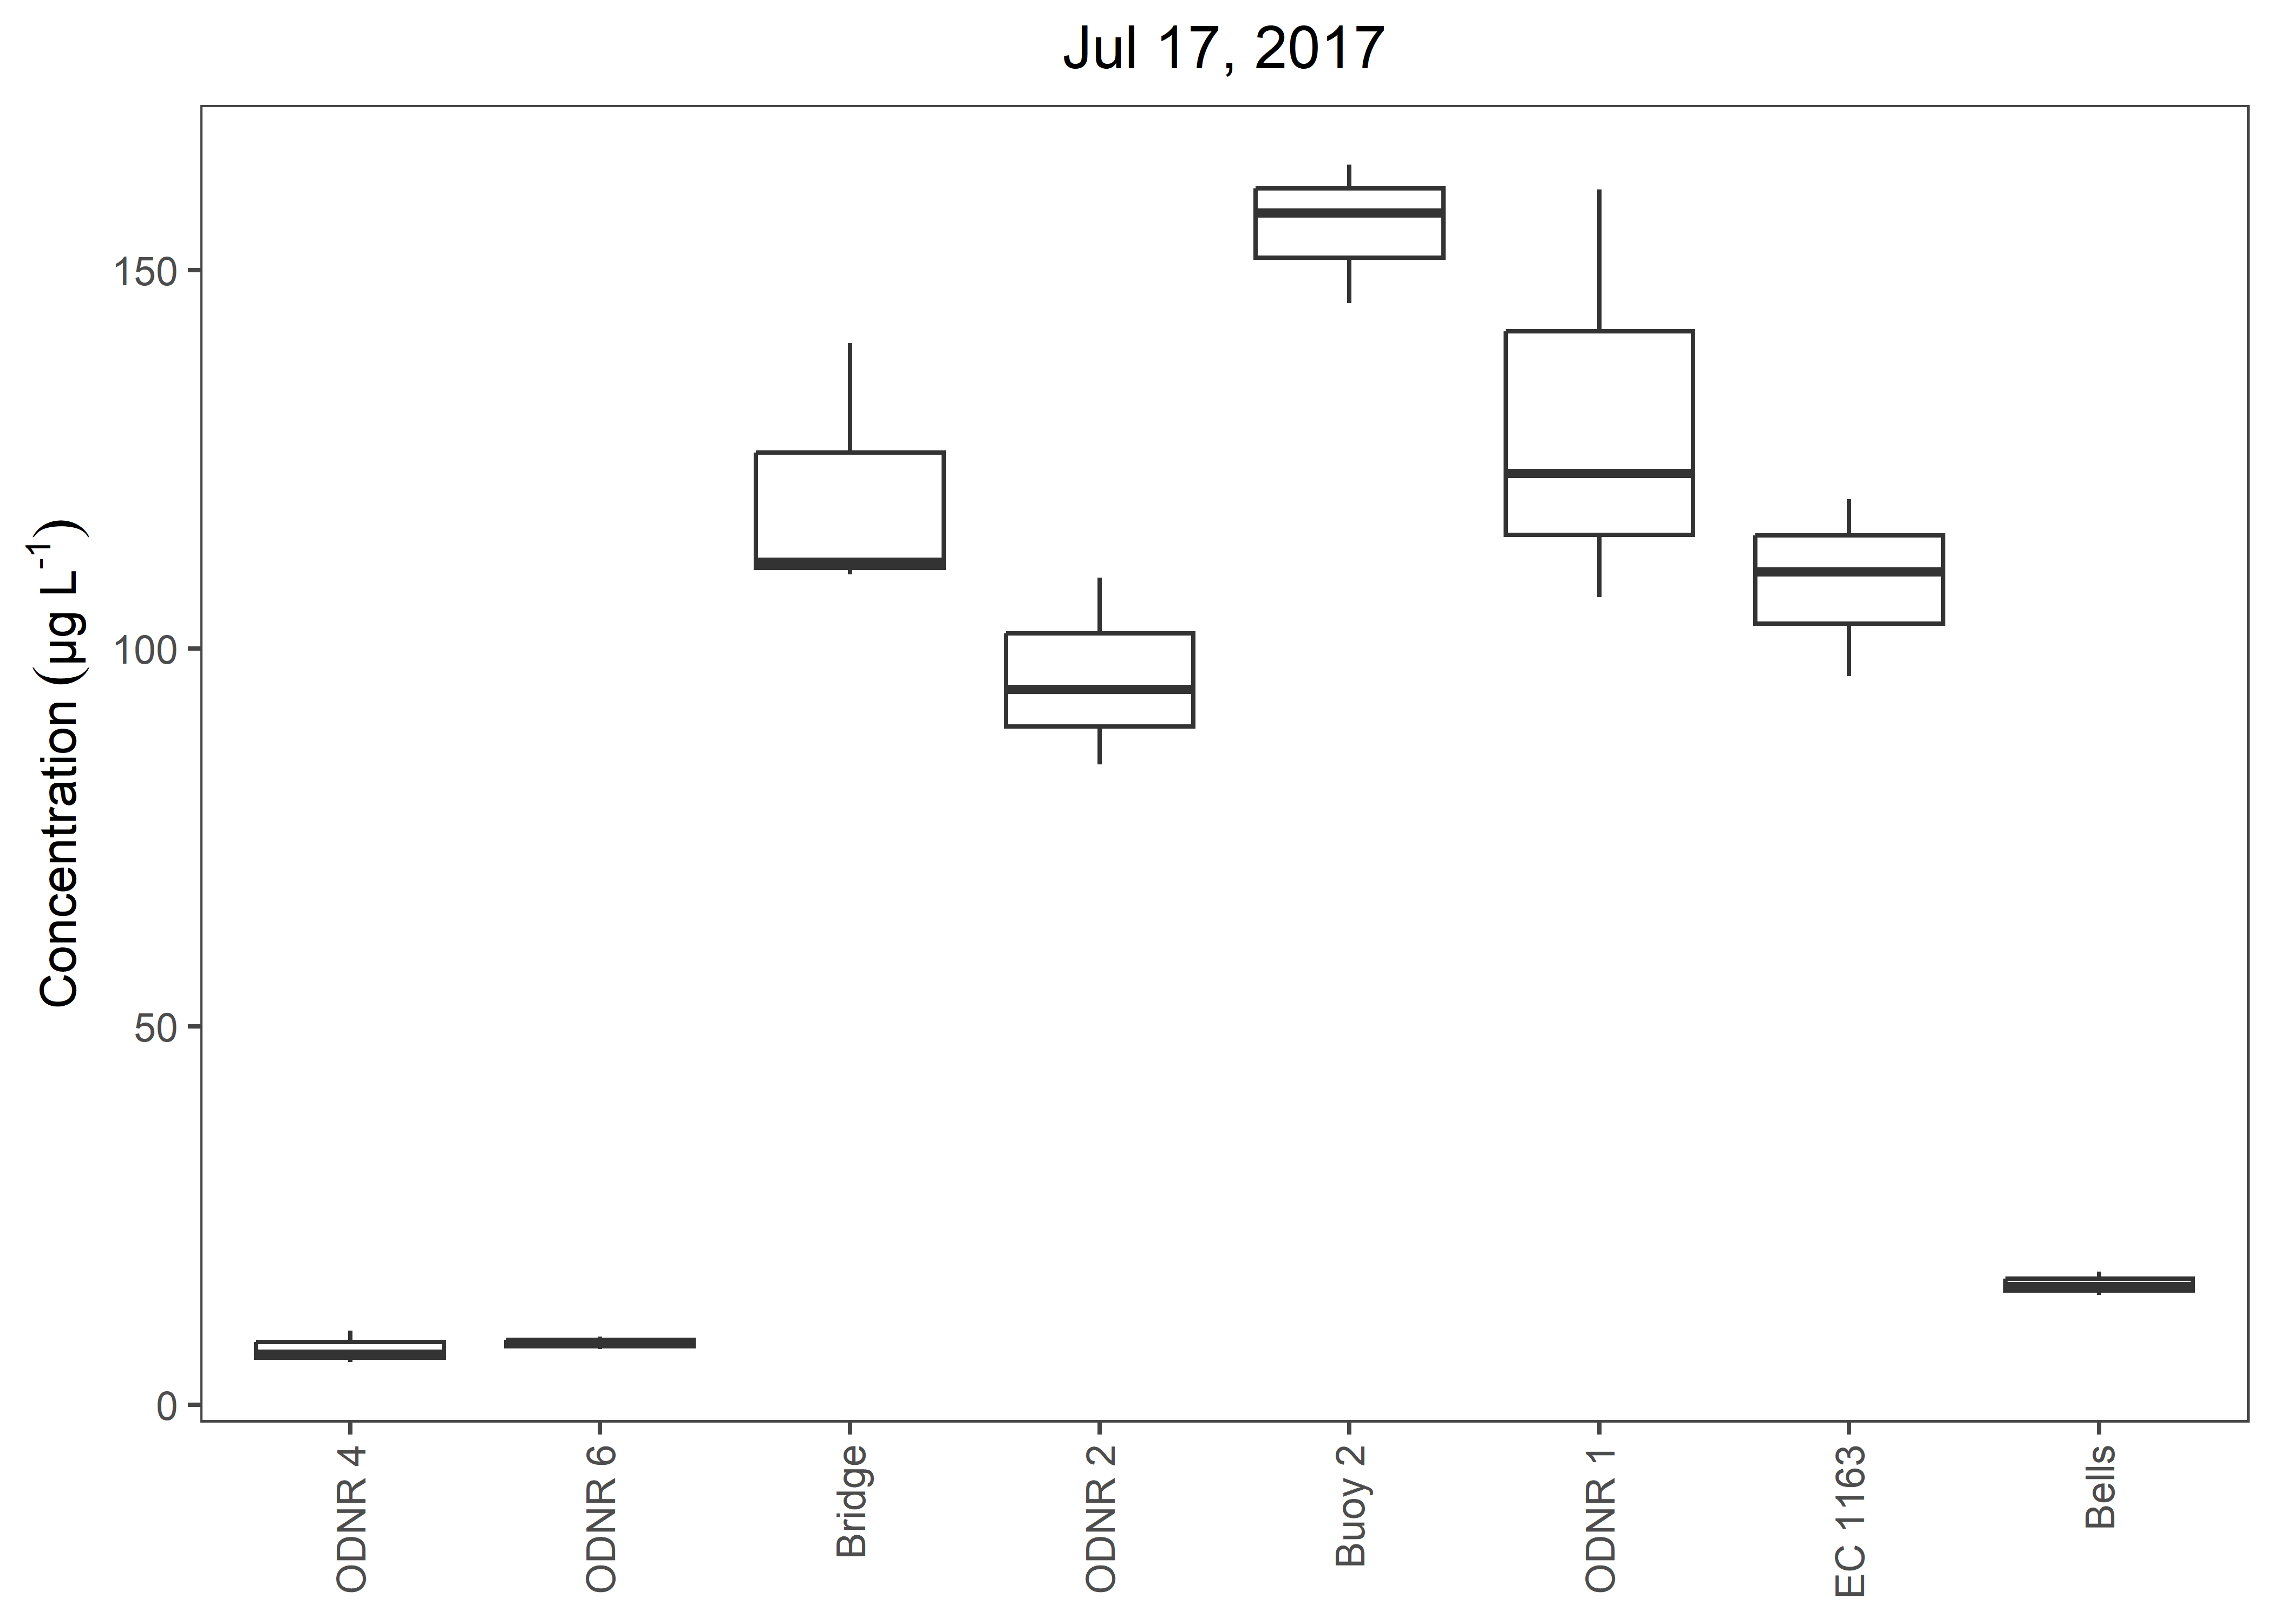 Jul 17, 2017
Concentration (µg L⁻¹)
150
100
50
0
ODNR 4
ODNR 6
Bridge
ODNR 2
Buoy 2
ODNR 1
EC 1163
Bells